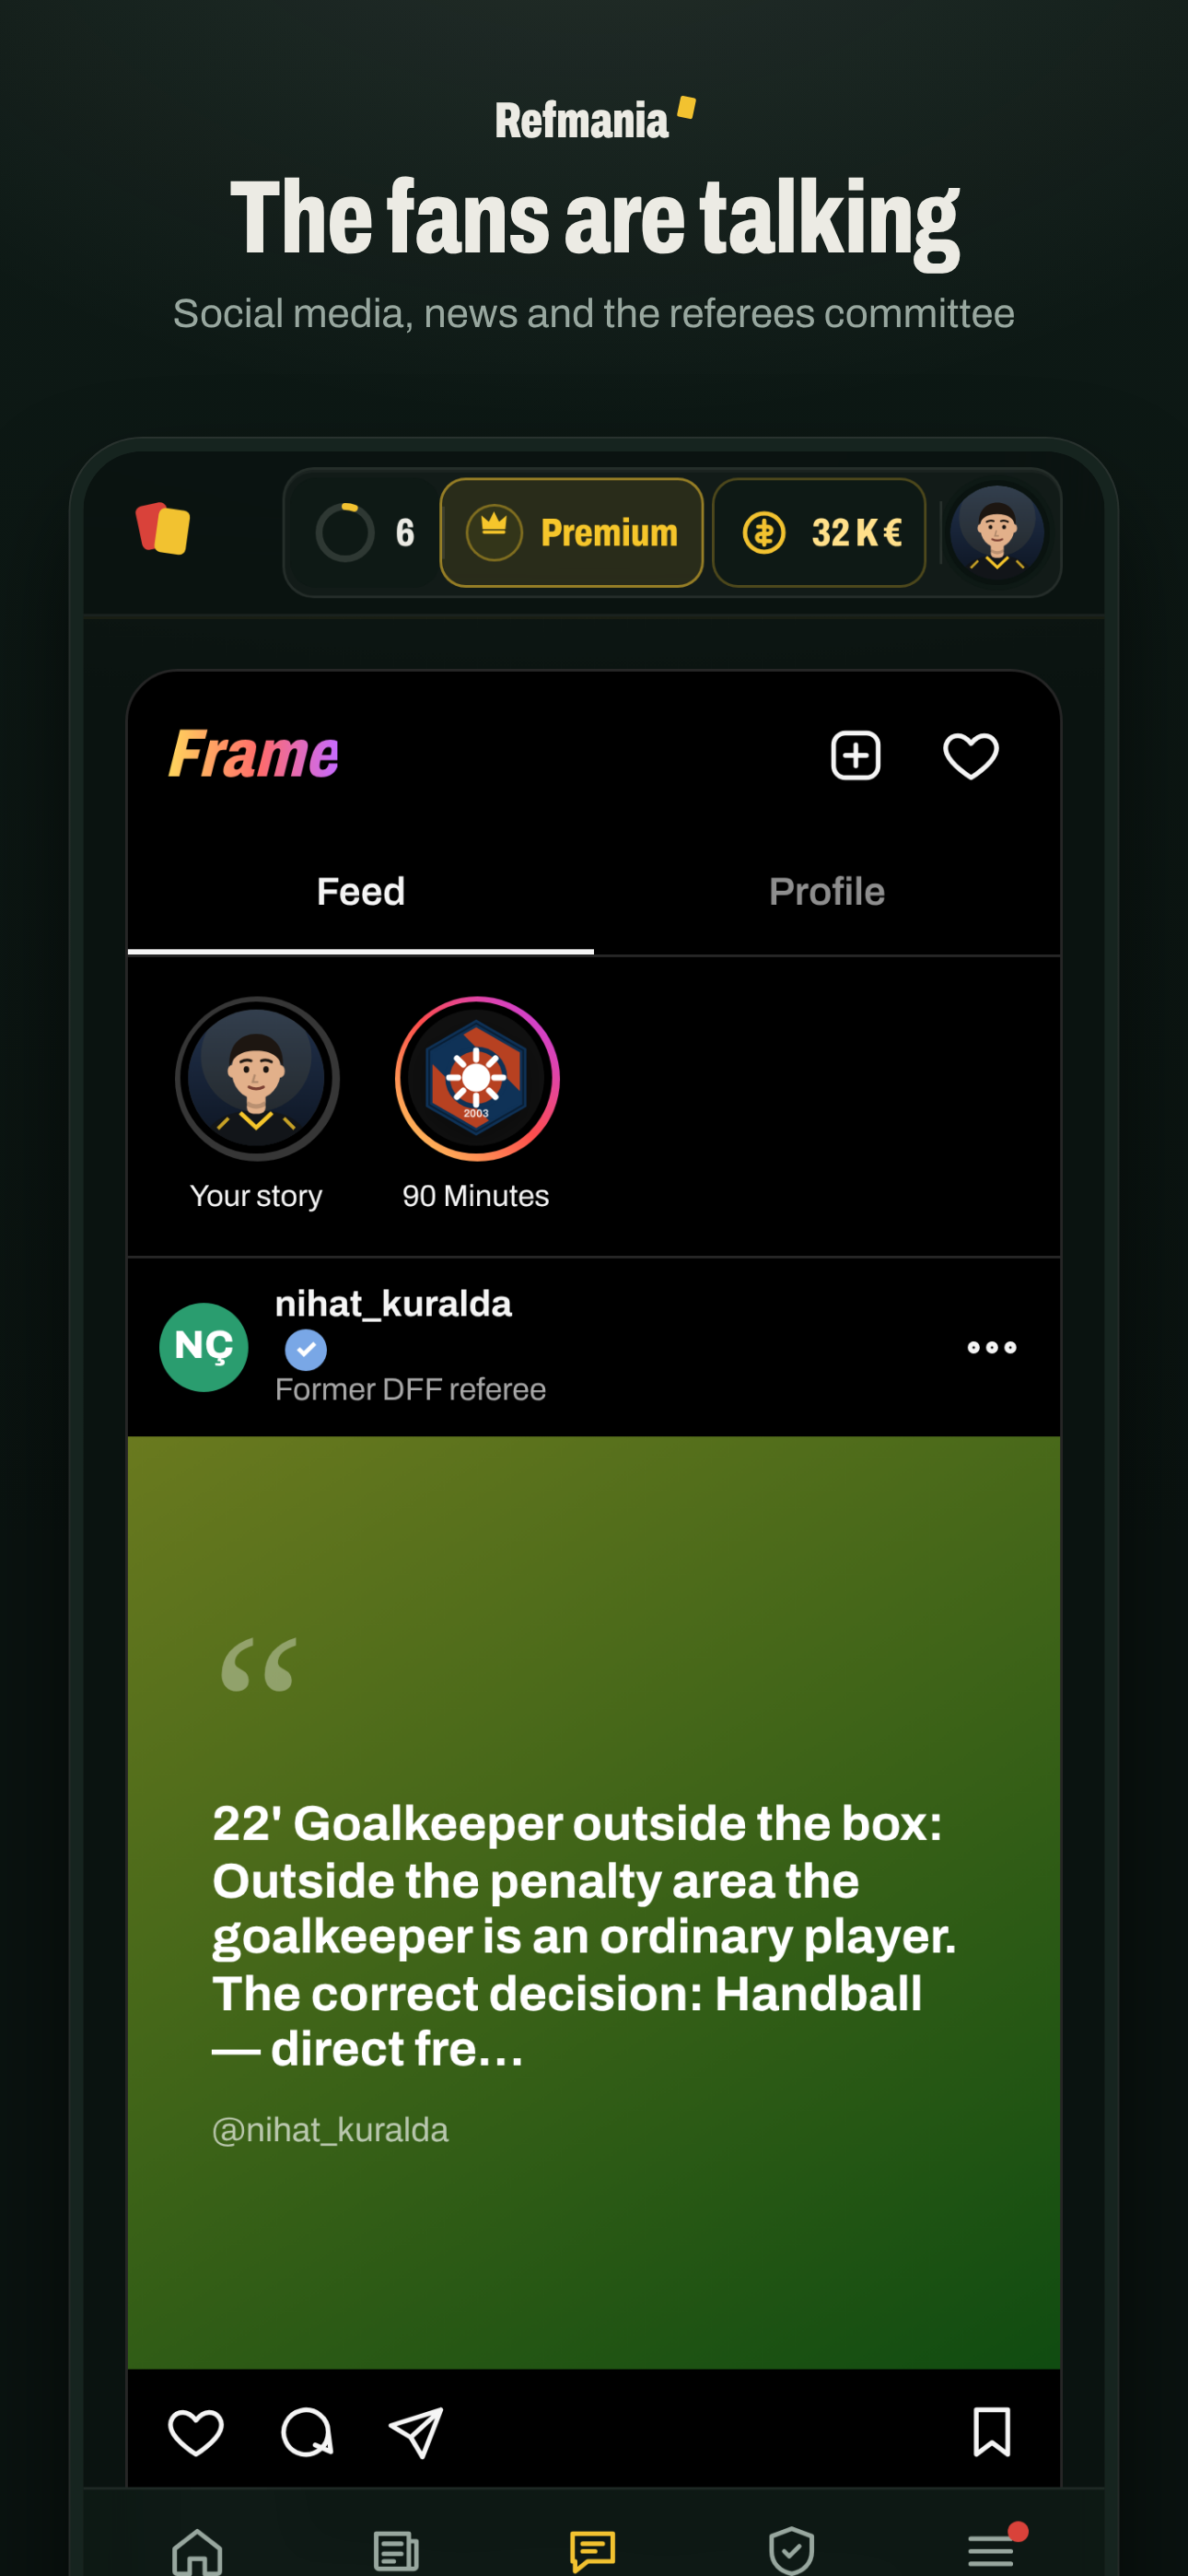 Refmania
The fans are talking
Social media, news and the referees committee
6
Premium
32 K €
Frame
Feed
Profile
2003
Your story
90 Minutes
NÇ
nihat_kuralda
Former DFF referee
“
22' Goalkeeper outside the box:
Outside the penalty area the
goalkeeper is an ordinary player.
The correct decision: Handball
— direct fre...
@nihat_kuralda